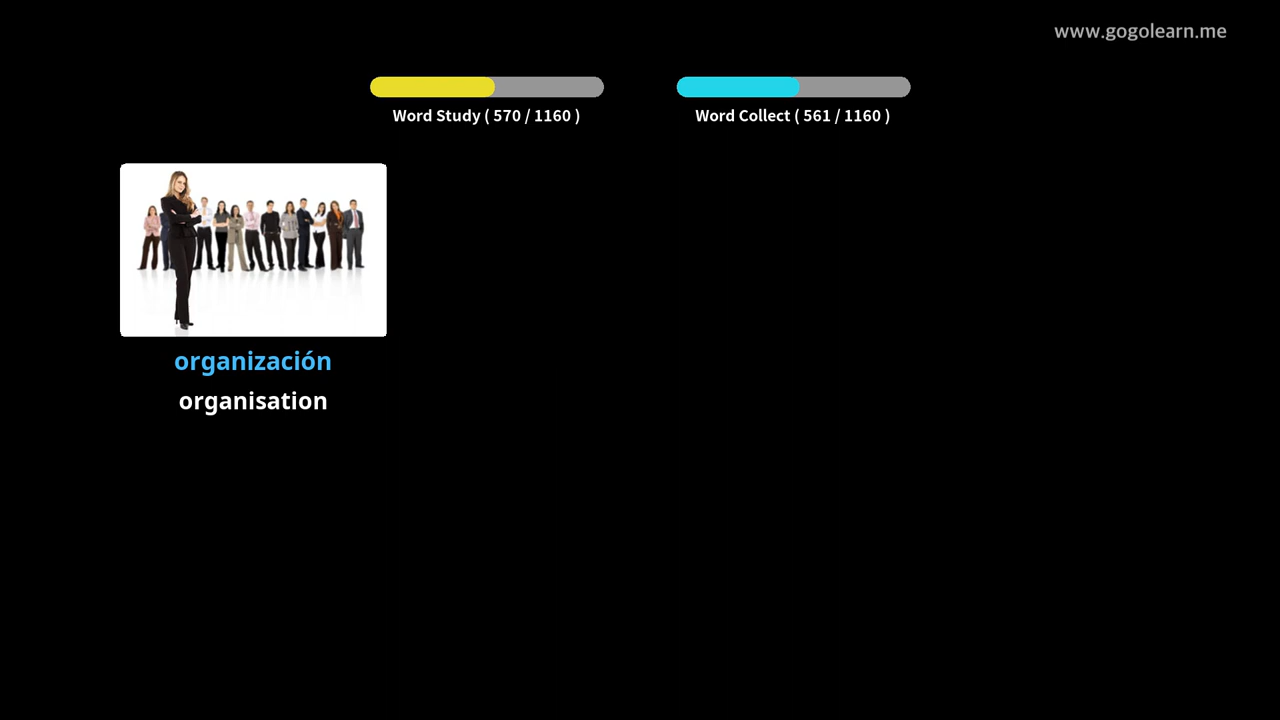 www.gogolearn.me
Word Study ( 570 / 1160 )
Word Collect ( 561 / 1160 )
organización
organisation